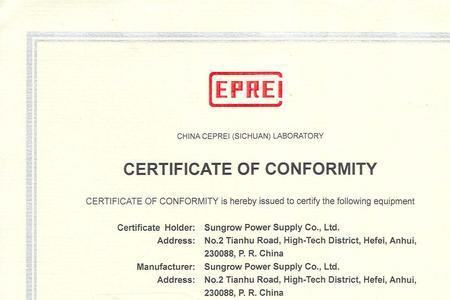 CEPREI
CHINA CEPREI (SICHUAN) LABORATORY
CERTIFICATE OF CONFORMITY
CERTIFICATE OF CONFORMITY is hereby issued to certify the following equipment
Certificate Holder: Sungrow Power Supply Co., Ltd.
Address: No.2 Tianhu Road, High-Tech District, Hefei, Anhui,
230088, P. R. China
Manufacturer: Sungrow Power Supply Co., Ltd.
Address: No.2 Tianhu Road, High-Tech District, Hefei, Anhui,
230088, P. R. China